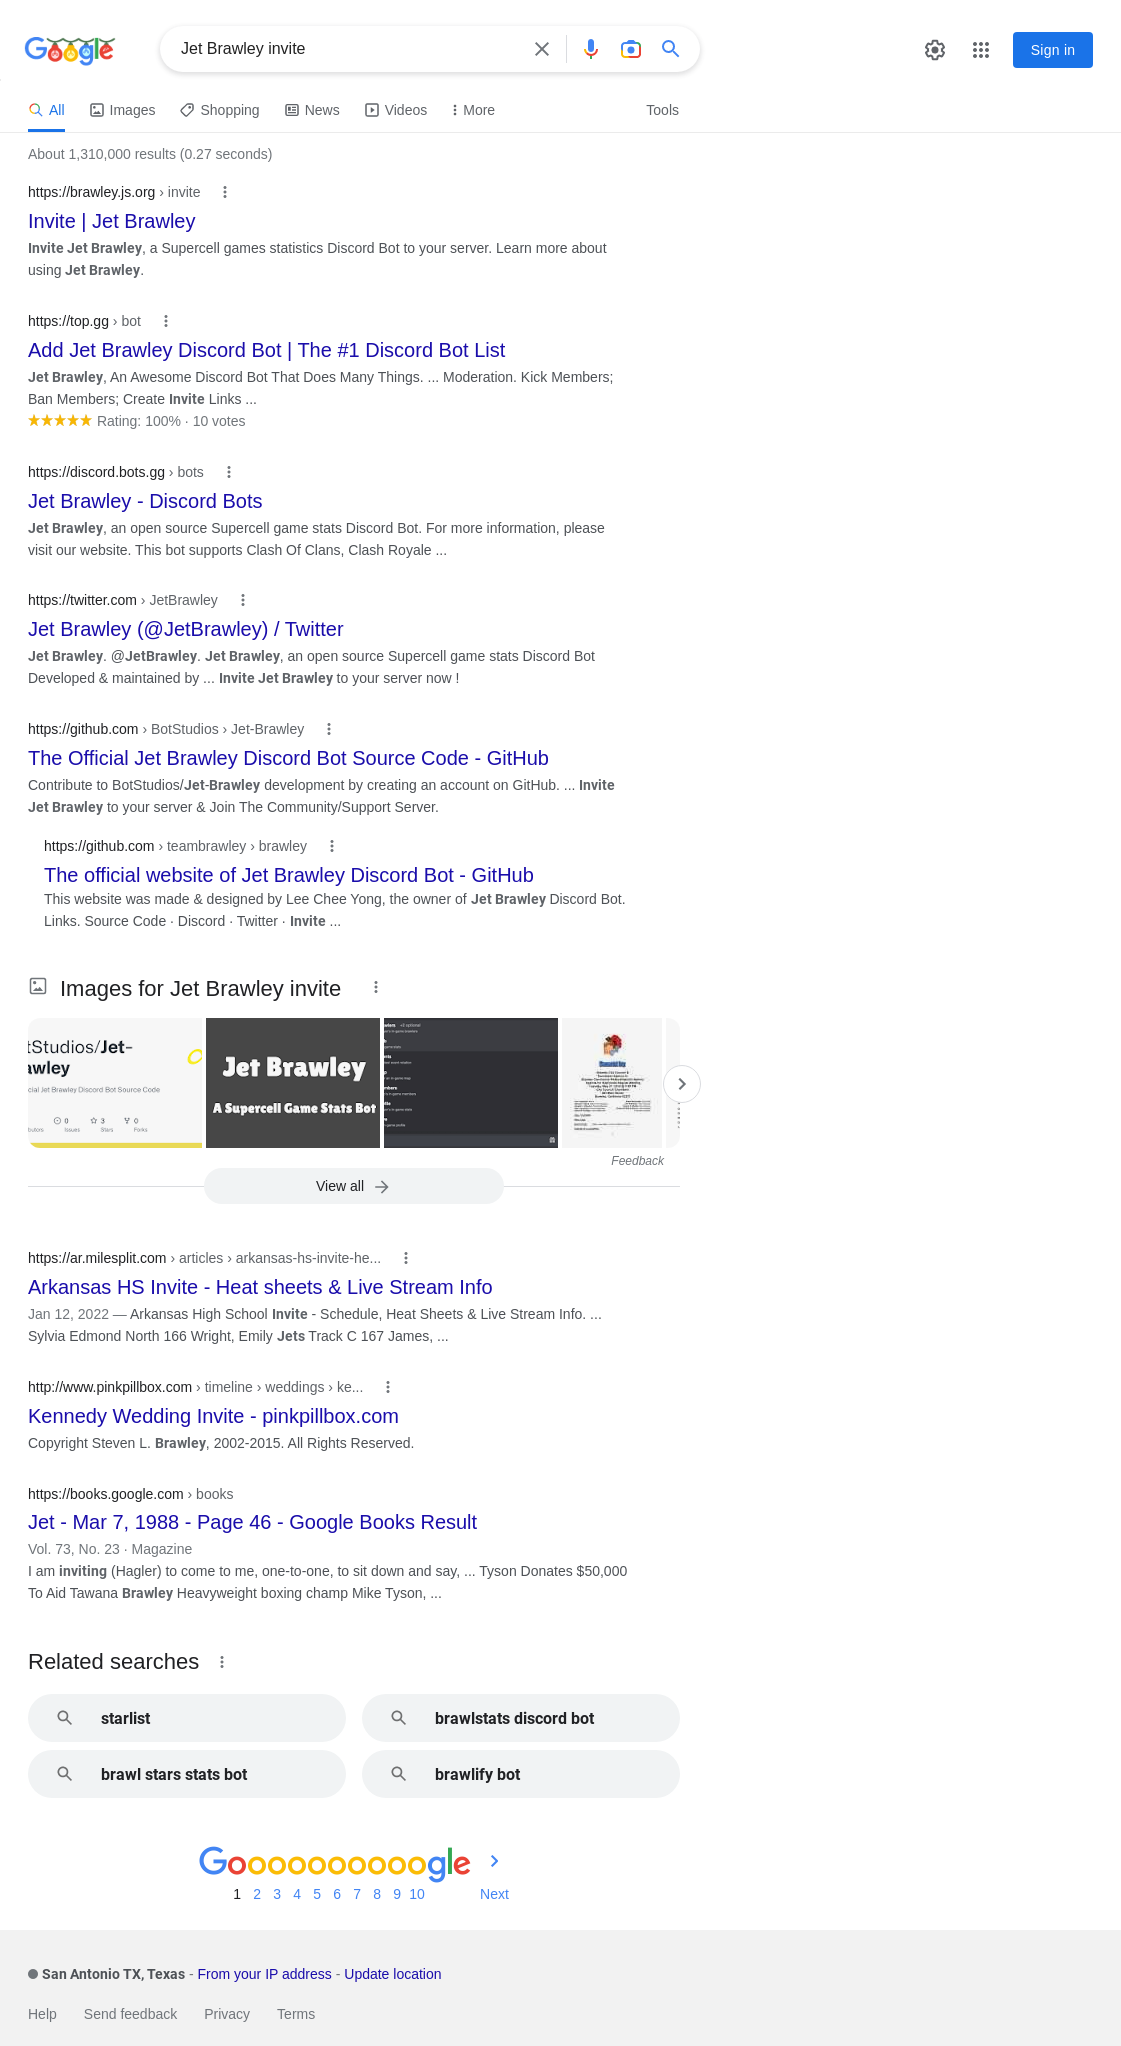 Google
Jet Brawley invite
Sign in
All
Images
Shopping
News
Videos
More
Tools
About 1,310,000 results (0.27 seconds)
https://brawley.js.org › invite
Invite | Jet Brawley
Invite Jet Brawley, a Supercell games statistics Discord Bot to your server. Learn more about
using Jet Brawley.
https://top.gg › bot
Add Jet Brawley Discord Bot | The #1 Discord Bot List
Jet Brawley, An Awesome Discord Bot That Does Many Things. ... Moderation. Kick Members;
Ban Members; Create Invite Links ...
Rating: 100% · 10 votes
https://discord.bots.gg › bots
Jet Brawley - Discord Bots
Jet Brawley, an open source Supercell game stats Discord Bot. For more information, please
visit our website. This bot supports Clash Of Clans, Clash Royale ...
https://twitter.com › JetBrawley
Jet Brawley (@JetBrawley) / Twitter
Jet Brawley. @JetBrawley. Jet Brawley, an open source Supercell game stats Discord Bot
Developed & maintained by ... Invite Jet Brawley to your server now !
https://github.com › BotStudios › Jet-Brawley
The Official Jet Brawley Discord Bot Source Code - GitHub
Contribute to BotStudios/Jet-Brawley development by creating an account on GitHub. ... Invite
Jet Brawley to your server & Join The Community/Support Server.
https://github.com › teambrawley › brawley
The official website of Jet Brawley Discord Bot - GitHub
This website was made & designed by Lee Chee Yong, the owner of Jet Brawley Discord Bot.
Links. Source Code · Discord · Twitter · Invite ...
Images for Jet Brawley invite
tStudios/Jet-
awley
cial Jet Brawley Discord Bot Source Code
0
3
0
Issues
Stars
Forks
Jet Brawley
A Supercell Game Stats Bot
Feedback
View all
https://ar.milesplit.com › articles › arkansas-hs-invite-he...
Arkansas HS Invite - Heat sheets & Live Stream Info
Jan 12, 2022 — Arkansas High School Invite - Schedule, Heat Sheets & Live Stream Info. ...
Sylvia Edmond North 166 Wright, Emily Jets Track C 167 James, ...
http://www.pinkpillbox.com › timeline › weddings › ke...
Kennedy Wedding Invite - pinkpillbox.com
Copyright Steven L. Brawley, 2002-2015. All Rights Reserved.
https://books.google.com › books
Jet - Mar 7, 1988 - Page 46 - Google Books Result
Vol. 73, No. 23 · Magazine
I am inviting (Hagler) to come to me, one-to-one, to sit down and say, ... Tyson Donates $50,000
To Aid Tawana Brawley Heavyweight boxing champ Mike Tyson, ...
Related searches
starlist
brawlstats discord bot
brawl stars stats bot
brawlify bot
Goooooooooogle
1 2 3 4 5 6 7 8 9 10 Next
San Antonio TX, Texas - From your IP address - Update location
Help
Send feedback
Privacy
Terms